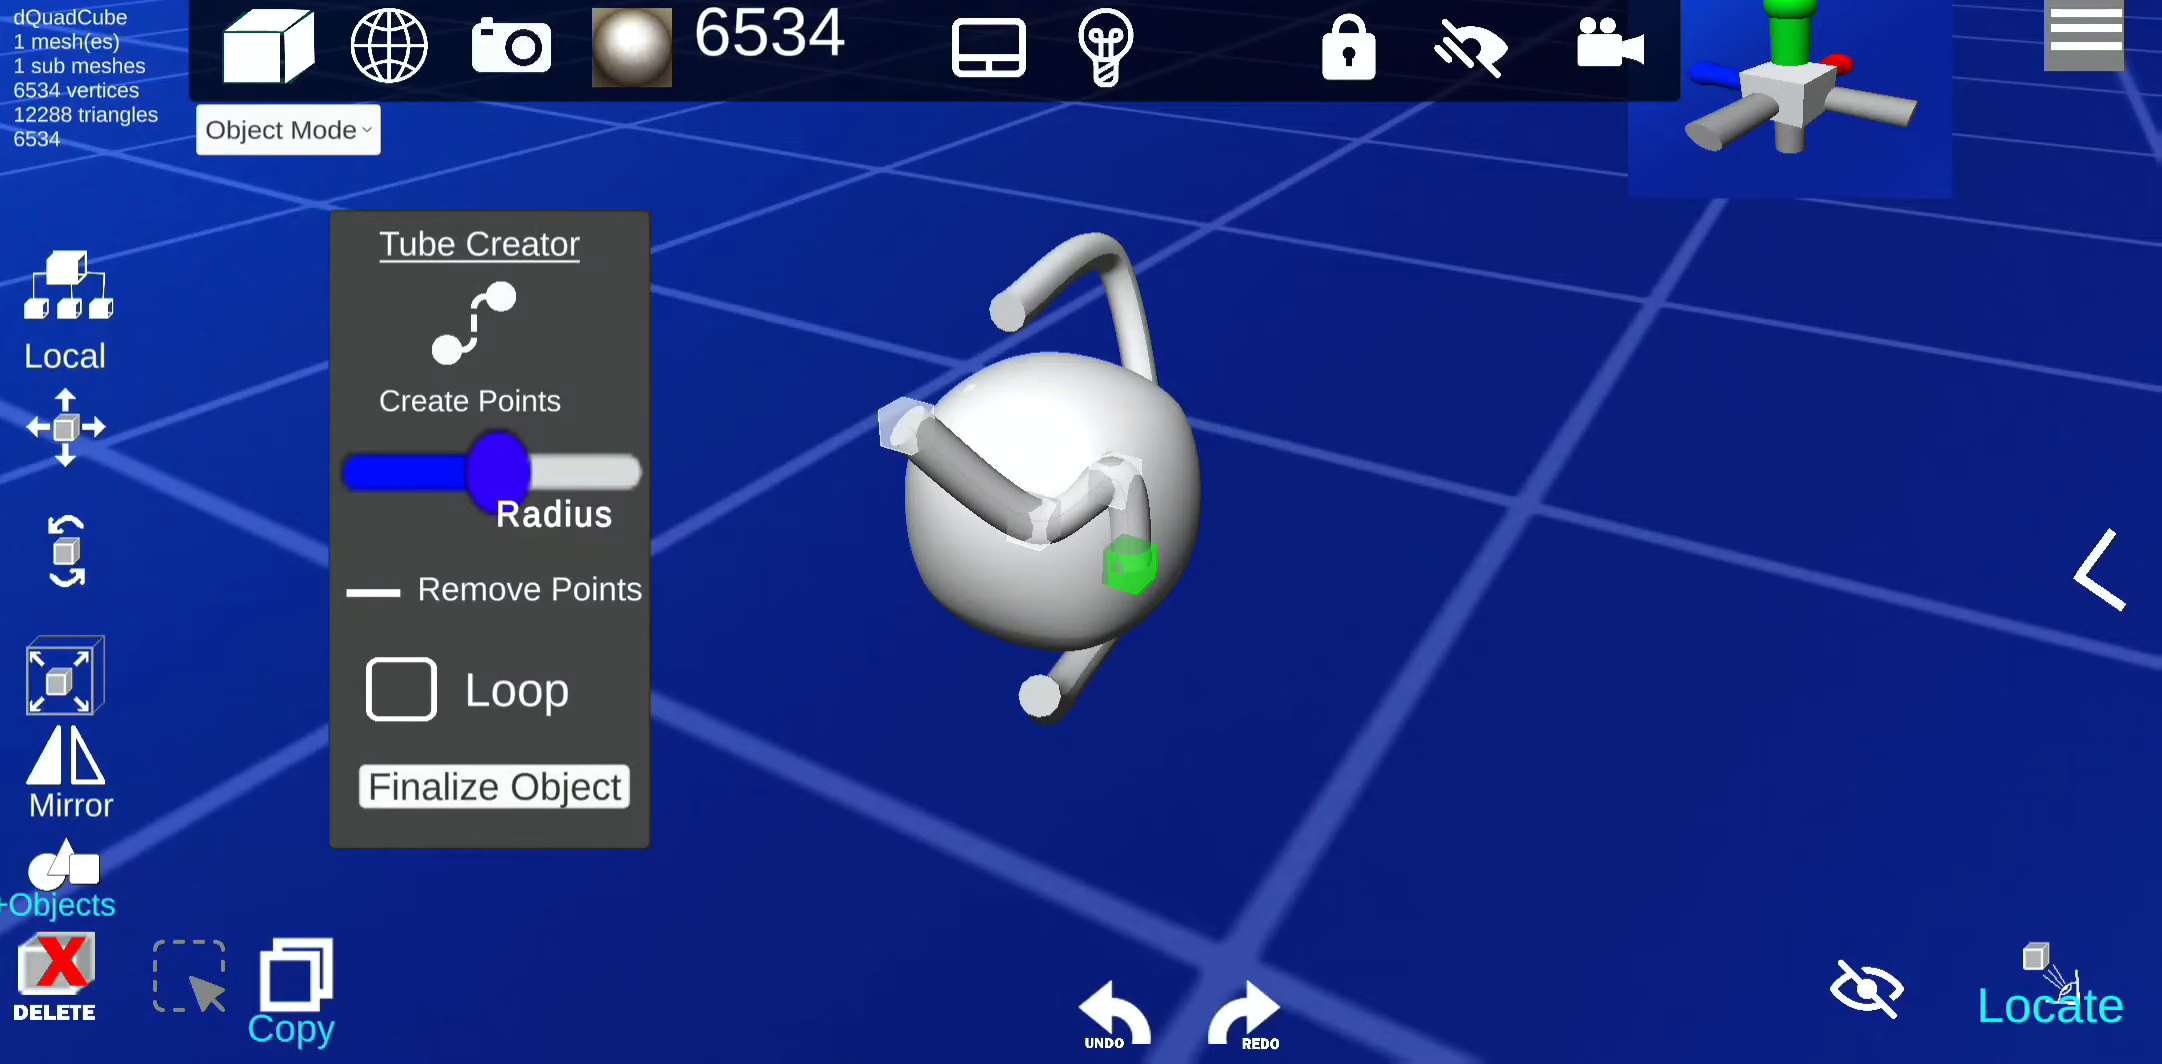 dQuadCube
1 mesh(es)
1 sub meshes
6534 vertices
12288 triangles
6534
6534
Object Mode
Tube Creator
Create Points
Radius
Remove Points
Loop
Finalize Object
Local
Mirror
+Objects
X
DELETE
Copy
UNDO
REDO
Locate